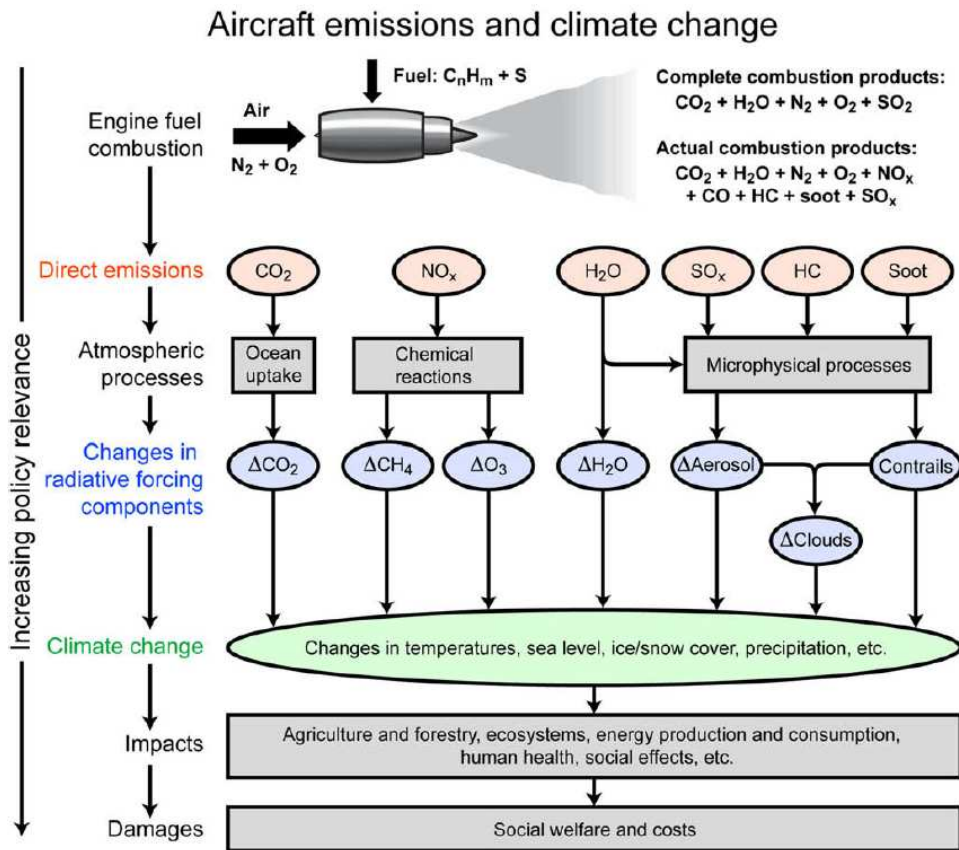 Aircraft emissions and climate change
Increasing policy relevance
Engine fuel
combustion
Air
N₂ + O₂
Fuel: CₙHₘ + S
Complete combustion products:
CO₂ + H₂O + N₂ + O₂ + SO₂
Actual combustion products:
CO₂ + H₂O + N₂ + O₂ + NOₓ
+ CO + HC + soot + SOₓ
Direct emissions
CO₂
NOₓ
H₂O
SOₓ
HC
Soot
Atmospheric
processes
Ocean
uptake
Chemical
reactions
Microphysical processes
Changes in
radiative forcing
components
ΔCO₂
ΔCH₄
ΔO₃
ΔH₂O
ΔAerosol
Contrails
ΔClouds
Climate change
Changes in temperatures, sea level, ice/snow cover, precipitation, etc.
Impacts
Agriculture and forestry, ecosystems, energy production and consumption,
human health, social effects, etc.
Damages
Social welfare and costs